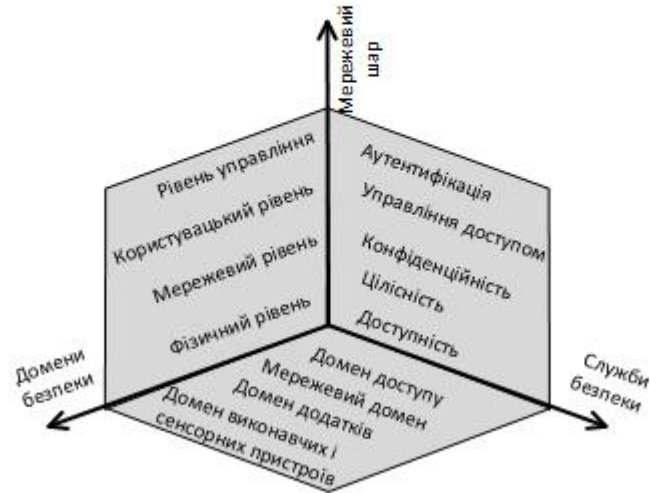 Мережевий
шар
Рівень управління
Користувацький рівень
Мережевий рівень
Фізичний рівень
Аутентифікація
Управління доступом
Конфіденційність
Цілісність
Доступність
Домени
безпеки
Служби
безпеки
Домен доступу
Мережевий домен
Домен додатків
Домен виконавчих і
сенсорних пристроїв